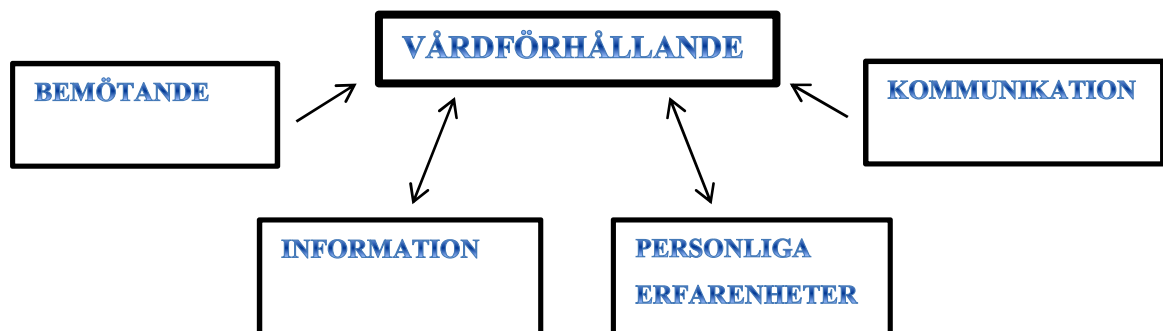 VÅRDFÖRHÅLLANDE
BEMÖTANDE
KOMMUNIKATION
INFORMATION
PERSONLIGA
ERFARENHETER